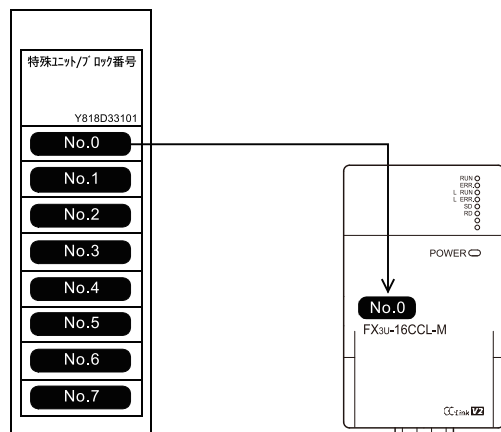 特殊ユニット/ブロック番号
Y818D33101
No.0
No.1
No.2
No.3
No.4
No.5
No.6
No.7
RUN
ERR.
L RUN
L ERR.
SD
RD
POWER
No.0
FX3U-16CCL-M
CC-Link V2